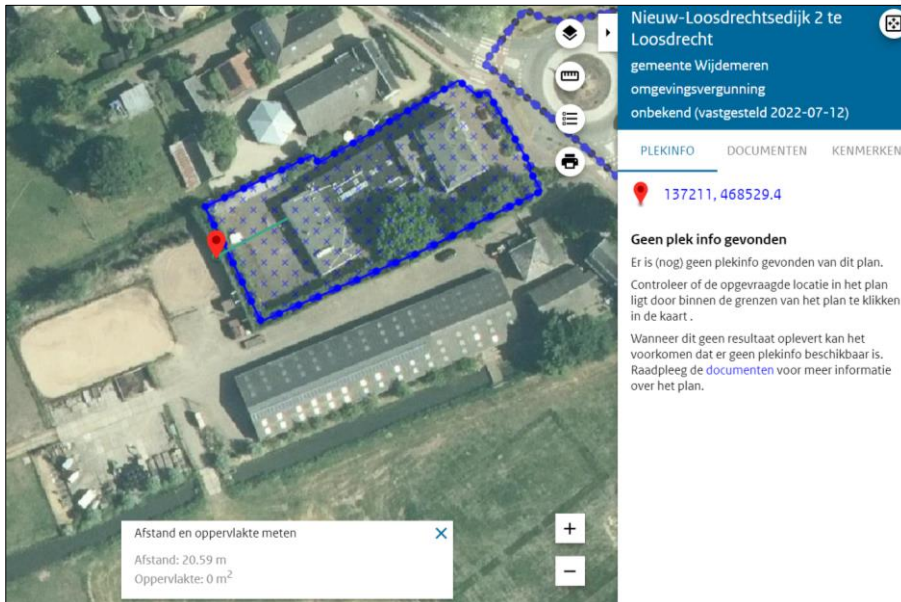 Nieuw-Loosdrechtsedijk 2 te
Loosdrecht
gemeente Wijdemeren
omgevingsvergunning
onbekend (vastgesteld 2022-07-12)
PLEKINFO DOCUMENTEN KENMERKEN
137211, 468529.4
Geen plek info gevonden
Er is (nog) geen plekinfo gevonden van dit plan.
Controleer of de opgevraagde locatie in het plan
ligt door binnen de grenzen van het plan te klikken
in de kaart .
Wanneer dit geen resultaat oplevert kan het
voorkomen dat er geen plekinfo beschikbaar is.
Raadpleeg de documenten voor meer informatie
over het plan.
Afstand en oppervlakte meten
Afstand: 20.59 m
Oppervlakte: 0 m²